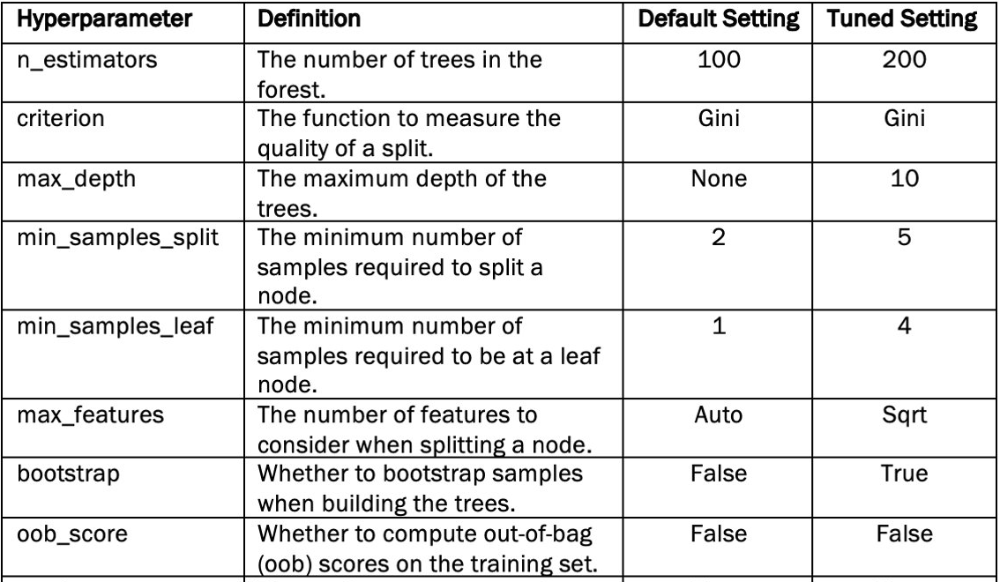 Hyperparameter Definition Default Setting Tuned Setting
n_estimators The number of trees in the 100 200
forest.
criterion The function to measure the Gini Gini
quality of a split.
max_depth The maximum depth of the None 10
trees.
min_samples_split The minimum number of 2 5
samples required to split a
node.
min_samples_leaf The minimum number of 1 4
samples required to be at a leaf
node.
max_features The number of features to Auto Sqrt
consider when splitting a node.
bootstrap Whether to bootstrap samples False True
when building the trees.
oob_score Whether to compute out-of-bag False False
(oob) scores on the training set.